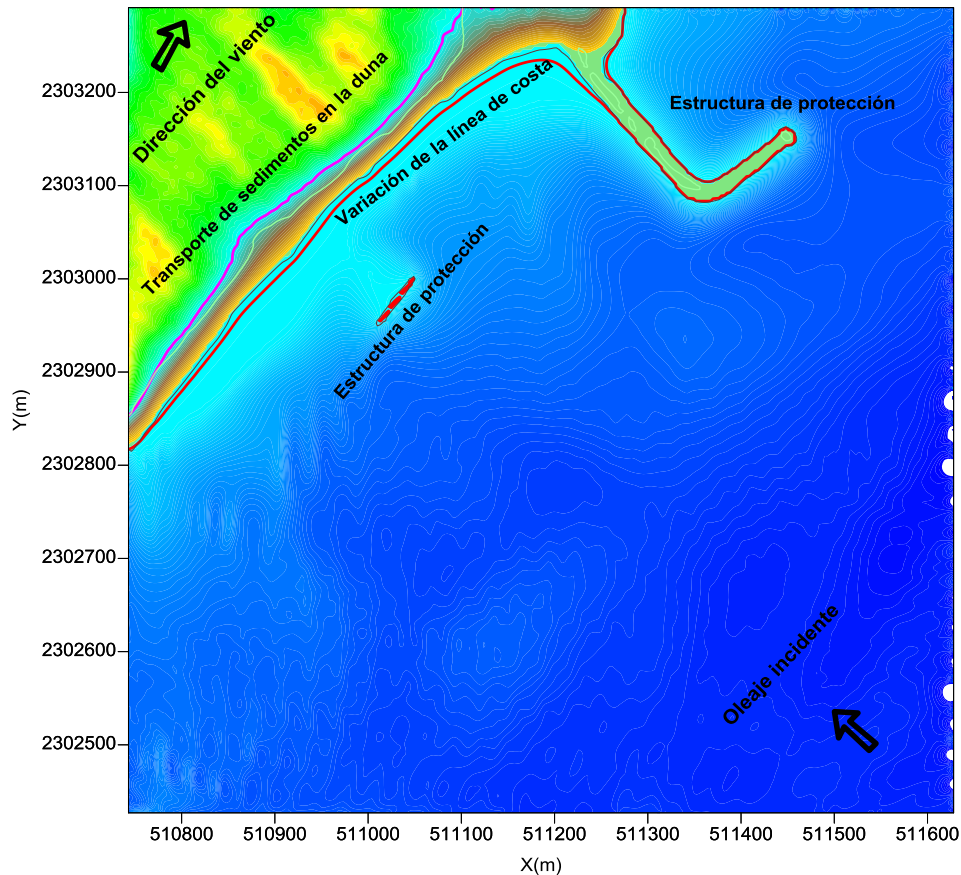 Dirección del viento
Transporte de sedimentos en la duna
Variación de la línea de costa
Estructura de protección
Estructura de protección
Oleaje incidente
Y(m)
2303200
2303100
2303000
2302900
2302800
2302700
2302600
2302500
510800 510900 511000 511100 511200 511300 511400 511500 511600
X(m)